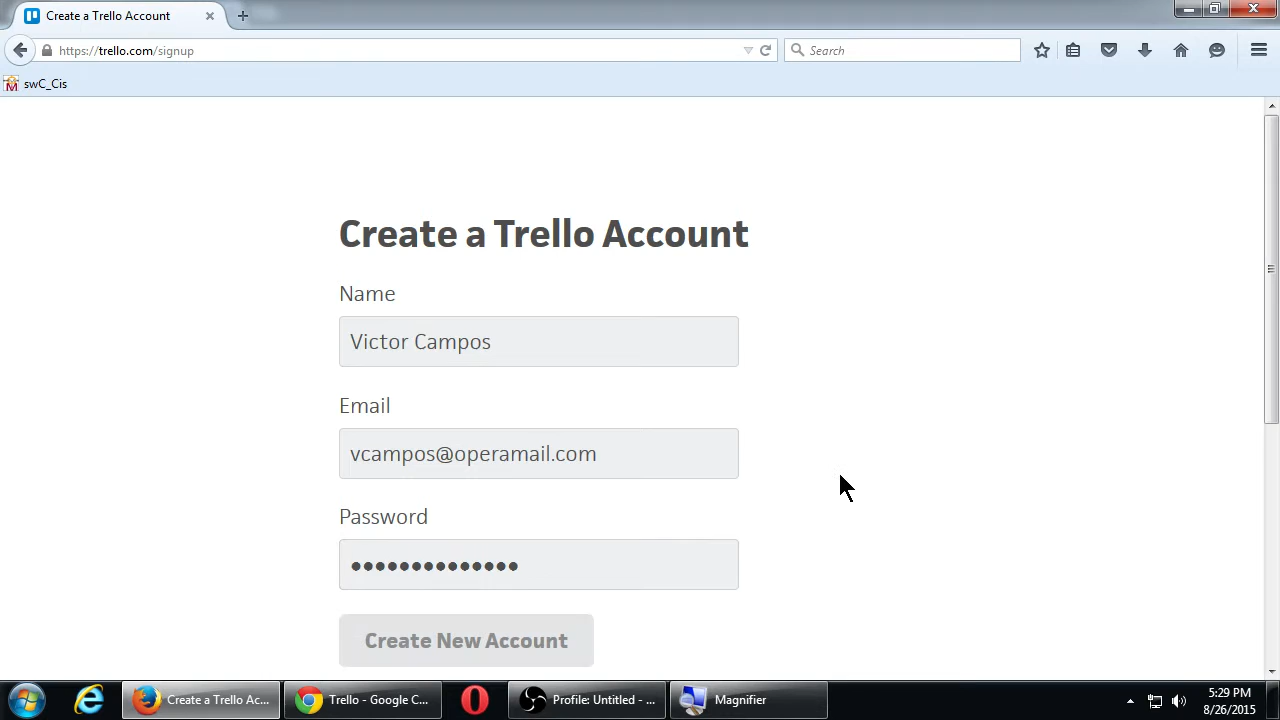 Create a Trello Account
https://trello.com/signup
Search
swC_Cis
Create a Trello Account
Name
Victor Campos
Email
vcampos@operamail.com
Password
••••••••••••••
Create New Account
Create a Trello Ac...
Trello - Google C...
Profile: Untitled - ...
Magnifier
5:29 PM
8/26/2015